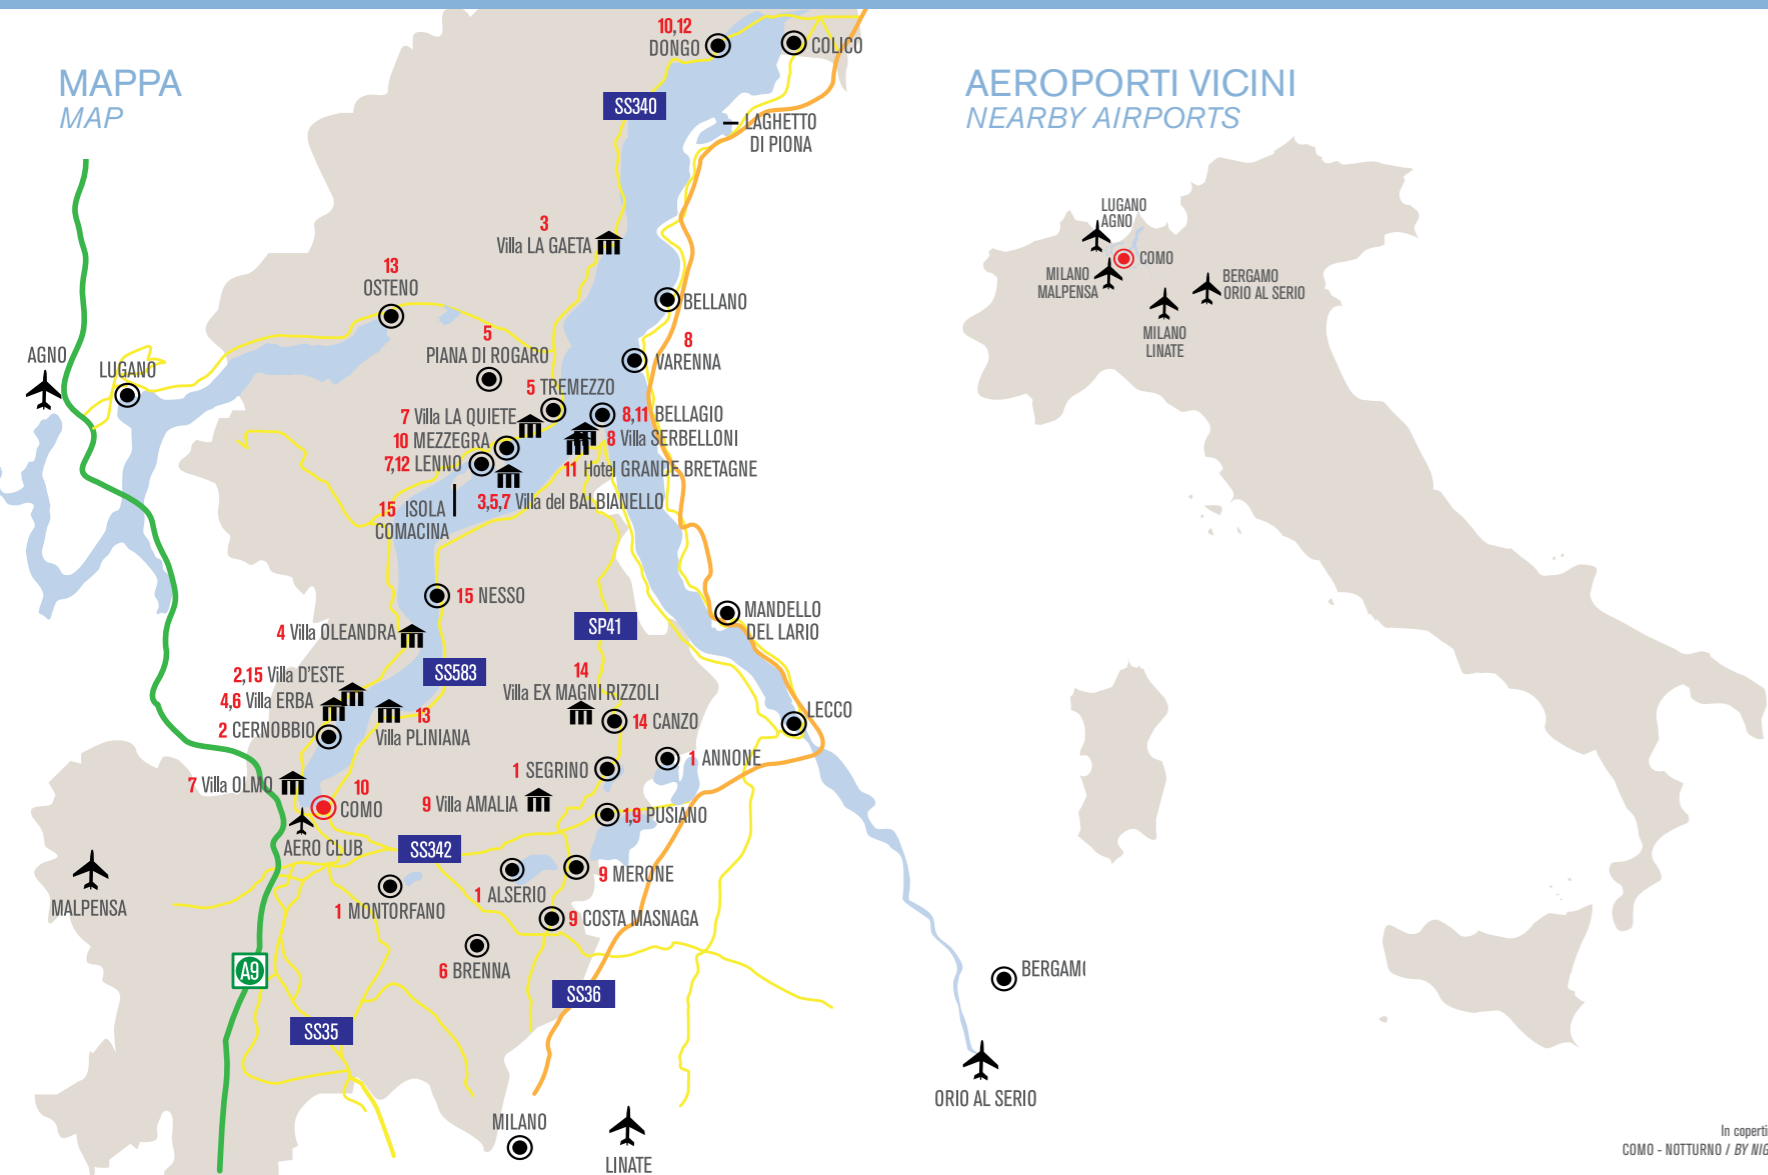 MAPPA
MAP
10,12
DONGO
COLICO
SS340
LAGHETTO
DI PIONA
3
Villa LA GAETA
13
OSTENO
BELLANO
5
PIANA DI ROGARO
8
VARENNA
AGNO
LUGANO
5 TREMEZZO
7 Villa LA QUIETE
8,11 BELLAGIO
10 MEZZEGRA
8 Villa SERBELLONI
7,12 LENNO
11 Hotel GRANDE BRETAGNE
3,5,7 Villa del BALBIANELLO
15 ISOLA
COMACINA
15 NESSO
MANDELLO
DEL LARIO
SP41
4 Villa OLEANDRA
SS583
2,15 Villa D'ESTE
14
Villa EX MAGNI RIZZOLI
4,6 Villa ERBA
13
Villa PLINIANA
2 CERNOBBIO
14 CANZO
LECCO
1 ANNONE
1 SEGRINO
7 Villa OLMO
10
COMO
9 Villa AMALIA
1,9 PUSIANO
AERO CLUB
SS342
MALPENSA
9 MERONE
1 ALSERIO
1 MONTORFANO
9 COSTA MASNAGA
A9
6 BRENNA
SS36
SS35
BERGAM
ORIO AL SERIO
MILANO
LINATE
AEROPORTI VICINI
NEARBY AIRPORTS
LUGANO
AGNO
COMO
MILANO
MALPENSA
BERGAMO
ORIO AL SERIO
MILANO
LINATE
In coperti
COMO - NOTTURNO / BY NIG